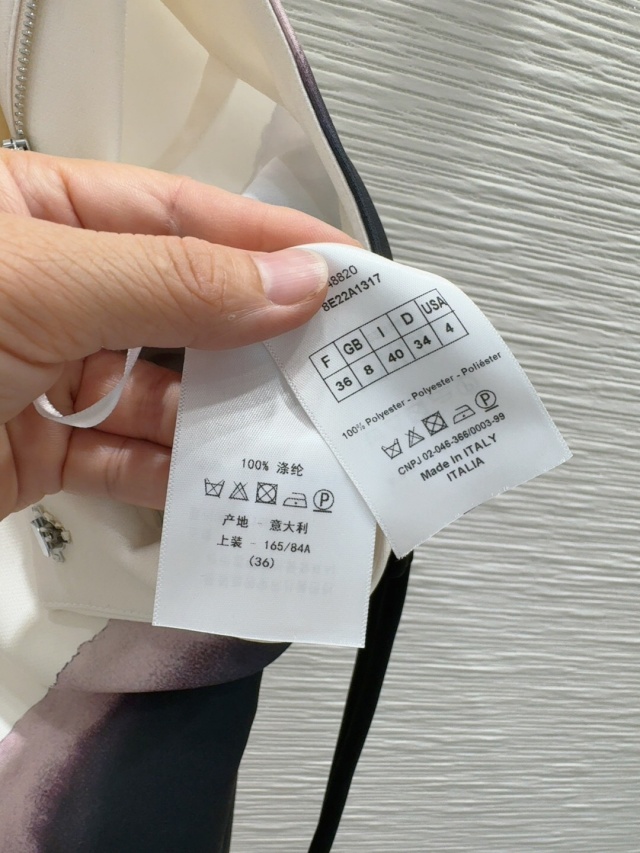 100% 涤纶
P
产地 - 意大利
上装 - 165/84A
(36)
48820
8E22A1317
F GB I D USA
36 8 40 34 4
100% Polyester - Polyester - Poliéster
P
CNPJ 02-046-366/0003-99
Made in ITALY
ITALIA